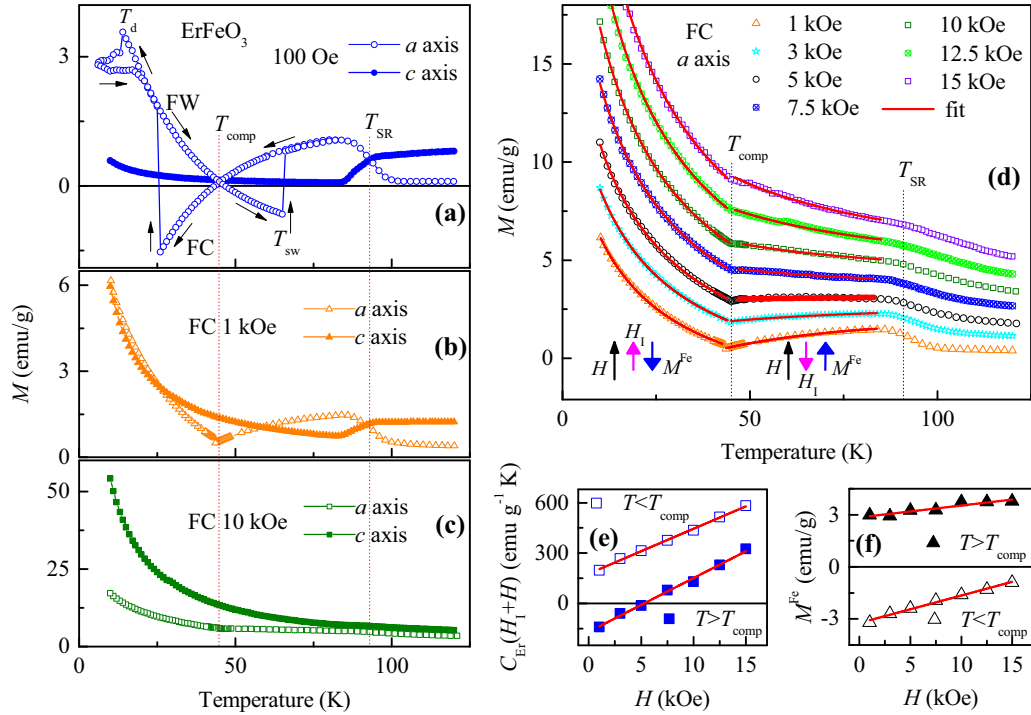 T_d
ErFeO3
100 Oe
a axis
c axis
FW
T_comp
T_SR
FC
T_sw
(a)
3
0
FC 1 kOe
a axis
c axis
(b)
6
3
0
M (emu/g)
FC 10 kOe
a axis
c axis
(c)
50
25
0
0 50 100
Temperature (K)
FC
a axis
1 kOe
3 kOe
5 kOe
7.5 kOe
10 kOe
12.5 kOe
15 kOe
fit
T_comp
T_SR
(d)
15
10
5
0
M (emu/g)
H H_I M^Fe
H H_I M^Fe
0 50 100
Temperature (K)
C_Er(H_I+H) (emu g^-1 K)
600
300
0
(e)
T<T_comp
T>T_comp
0 5 10 15
H (kOe)
M^Fe (emu/g)
3
0
-3
(f)
T>T_comp
T<T_comp
0 5 10 15
H (kOe)